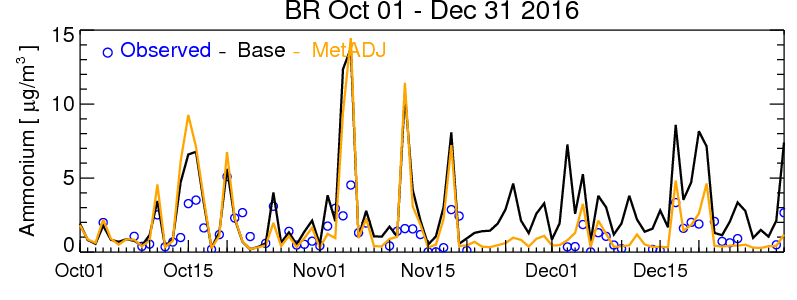 BR Oct 01 - Dec 31 2016
Observed - Base - MetADJ
Ammonium [ µg/m³ ]
15
10
5
0
Oct01 Oct15 Nov01 Nov15 Dec01 Dec15